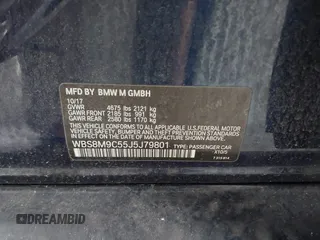 MFD BY BMW M GMBH
10/17
GVWR 4675 lbs 2121 kg
GAWR FRONT 2185 lbs 991 kg
GAWR REAR 2580 lbs 1170 kg
THIS VEHICLE CONFORMS TO ALL APPLICABLE
U.S. FEDERAL MOTOR VEHICLE SAFETY, BUMPER,
AND THEFT PREVENTION STANDARDS IN EFFECT
ON THE DATE OF MANUFACTURE SHOWN ABOVE.
WBS8M9C55J5J79801 TYPE: PASSENGER CAR
DREAMBID